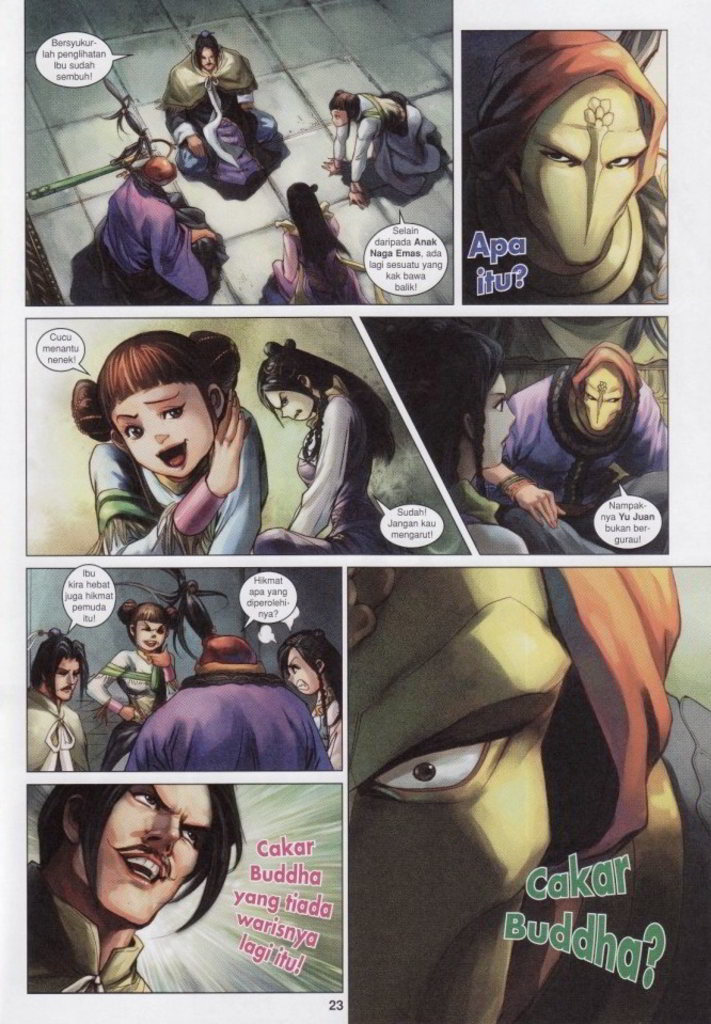 Bersyukur-
lah penglihatan
Ibu sudah
sembuh!
Selain
daripada Anak
Naga Emas, ada
lagi sesuatu yang
kak bawa
balik!
Apa
itu?
Cucu
menantu
nenek!
Sudah!
Jangan kau
mengarut!
Nampak-
nya Yu Juan
bukan ber-
gurau!
Ibu
kira hebat
juga hikmat
pemuda
itu!
Hikmat
apa yang
diperolehi-
nya?
Cakar
Buddha
yang tiada
warisnya
lagi itu!
Cakar
Buddha?
23